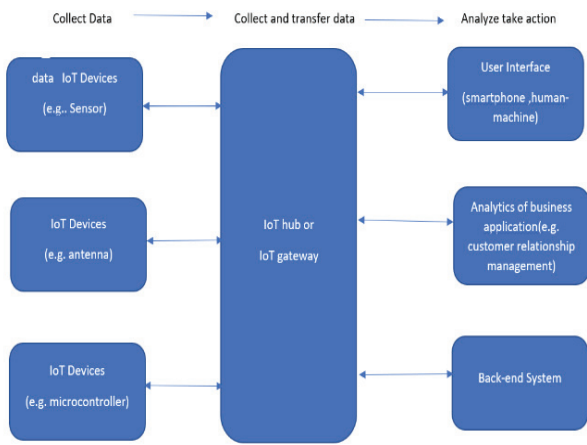 Collect Data
Collect and transfer data
Analyze take action
data IoT Devices
(e.g.. Sensor)
IoT Devices
(e.g. antenna)
IoT Devices
(e.g. microcontroller)
IoT hub or
IoT gateway
User Interface
(smartphone ,human-
machine)
Analytics of business
application(e.g.
customer relationship
management)
Back-end System